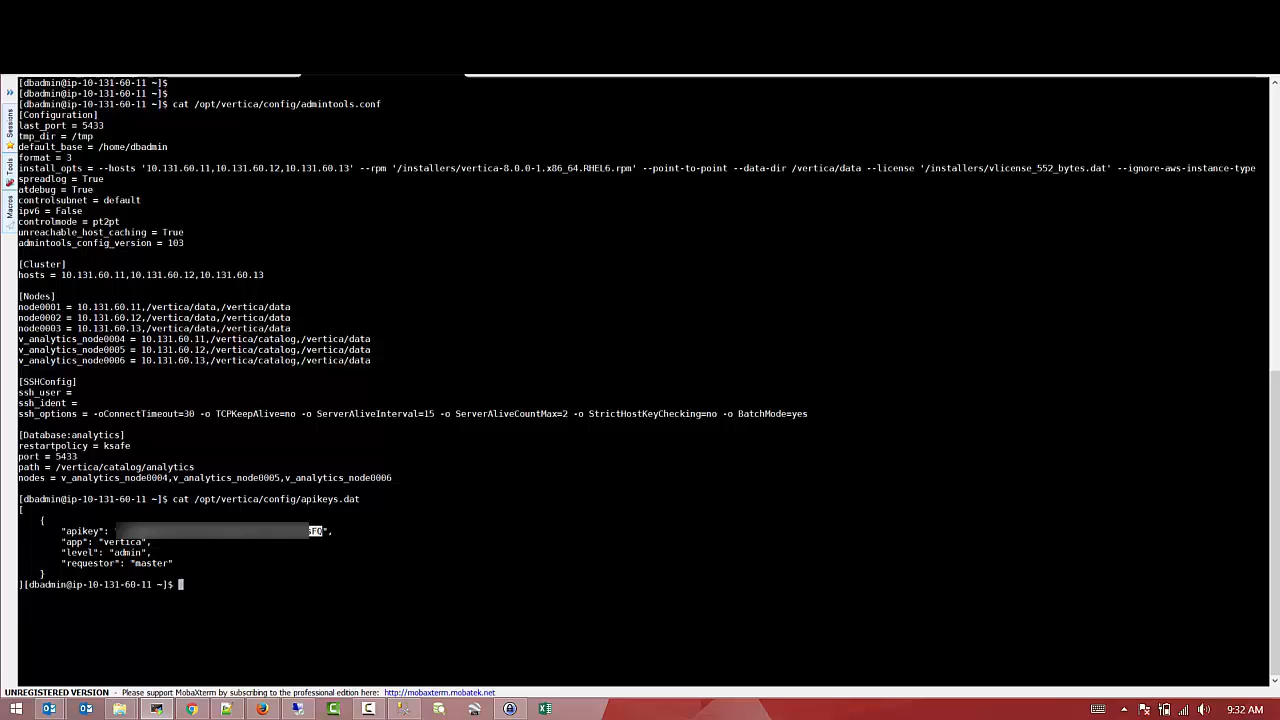 [dbadmin@ip-10-131-60-11 ~]$
[dbadmin@ip-10-131-60-11 ~]$
[dbadmin@ip-10-131-60-11 ~]$ cat /opt/vertica/config/admintools.conf
[Configuration]
last_port = 5433
tmp_dir = /tmp
default_base = /home/dbadmin
format = 3
install_opts = --hosts '10.131.60.11,10.131.60.12,10.131.60.13' --rpm '/installers/vertica-8.0.0-1.x86_64.RHEL6.rpm' --point-to-point --data-dir /vertica/data --license '/installers/vlicense_552_bytes.dat' --ignore-aws-instance-type
spreadlog = True
atdebug = True
controlsubnet = default
ipv6 = False
controlmode = pt2pt
unreachable_host_caching = True
admintools_config_version = 103
[Cluster]
hosts = 10.131.60.11,10.131.60.12,10.131.60.13
[Nodes]
node0001 = 10.131.60.11,/vertica/data,/vertica/data
node0002 = 10.131.60.12,/vertica/data,/vertica/data
node0003 = 10.131.60.13,/vertica/data,/vertica/data
v_analytics_node0004 = 10.131.60.11,/vertica/catalog,/vertica/data
v_analytics_node0005 = 10.131.60.12,/vertica/catalog,/vertica/data
v_analytics_node0006 = 10.131.60.13,/vertica/catalog,/vertica/data
[SSHConfig]
ssh_user =
ssh_ident =
ssh_options = -oConnectTimeout=30 -o TCPKeepAlive=no -o ServerAliveInterval=15 -o ServerAliveCountMax=2 -o StrictHostKeyChecking=no -o BatchMode=yes
[Database:analytics]
restartpolicy = ksafe
port = 5433
path = /vertica/catalog/analytics
nodes = v_analytics_node0004,v_analytics_node0005,v_analytics_node0006
[dbadmin@ip-10-131-60-11 ~]$ cat /opt/vertica/config/apikeys.dat
[
{
"apikey": ",
"app": "vertica",
"level": "admin",
"requestor": "master"
}
][dbadmin@ip-10-131-60-11 ~]$
Sessions
Tools
Macros
UNREGISTERED VERSION - Please support MobaXterm by subscribing to the professional edition here: http://mobaxterm.mobatek.net
9:32 AM